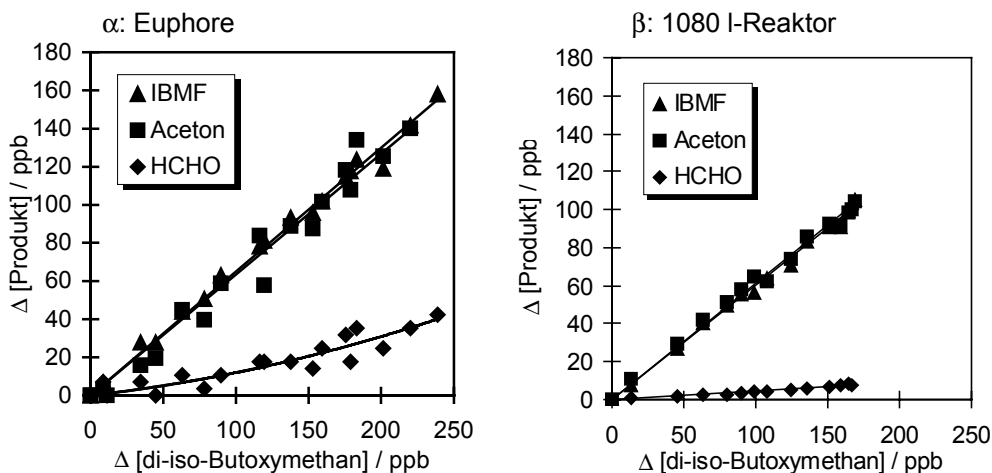 α: Euphore
Δ [Produkt] / ppb
180
160
140
120
100
80
60
40
20
0
IBMF
Aceton
HCHO
0 50 100 150 200 250
Δ [di-iso-Butoxymethan] / ppb
β: 1080 l-Reaktor
Δ [Produkt] / ppb
180
160
140
120
100
80
60
40
20
0
IBMF
Aceton
HCHO
0 50 100 150 200 250
Δ [di-iso-Butoxymethan] / ppb